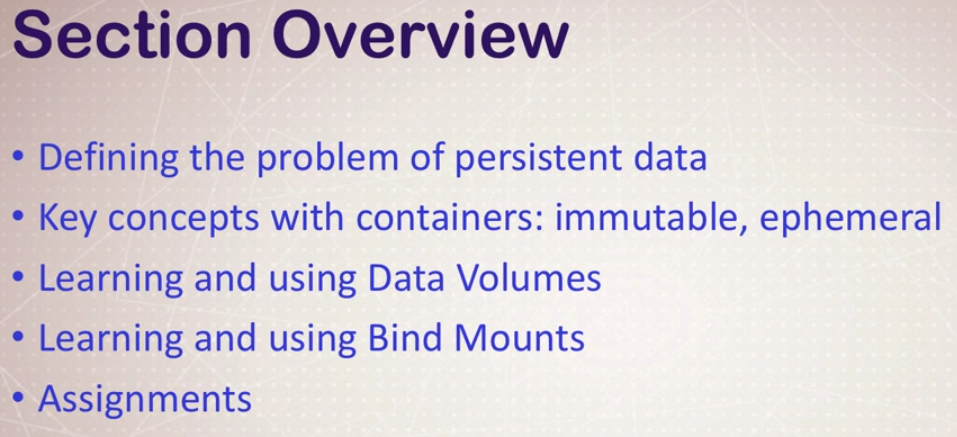 Section Overview
• Defining the problem of persistent data
• Key concepts with containers: immutable, ephemeral
• Learning and using Data Volumes
• Learning and using Bind Mounts
• Assignments